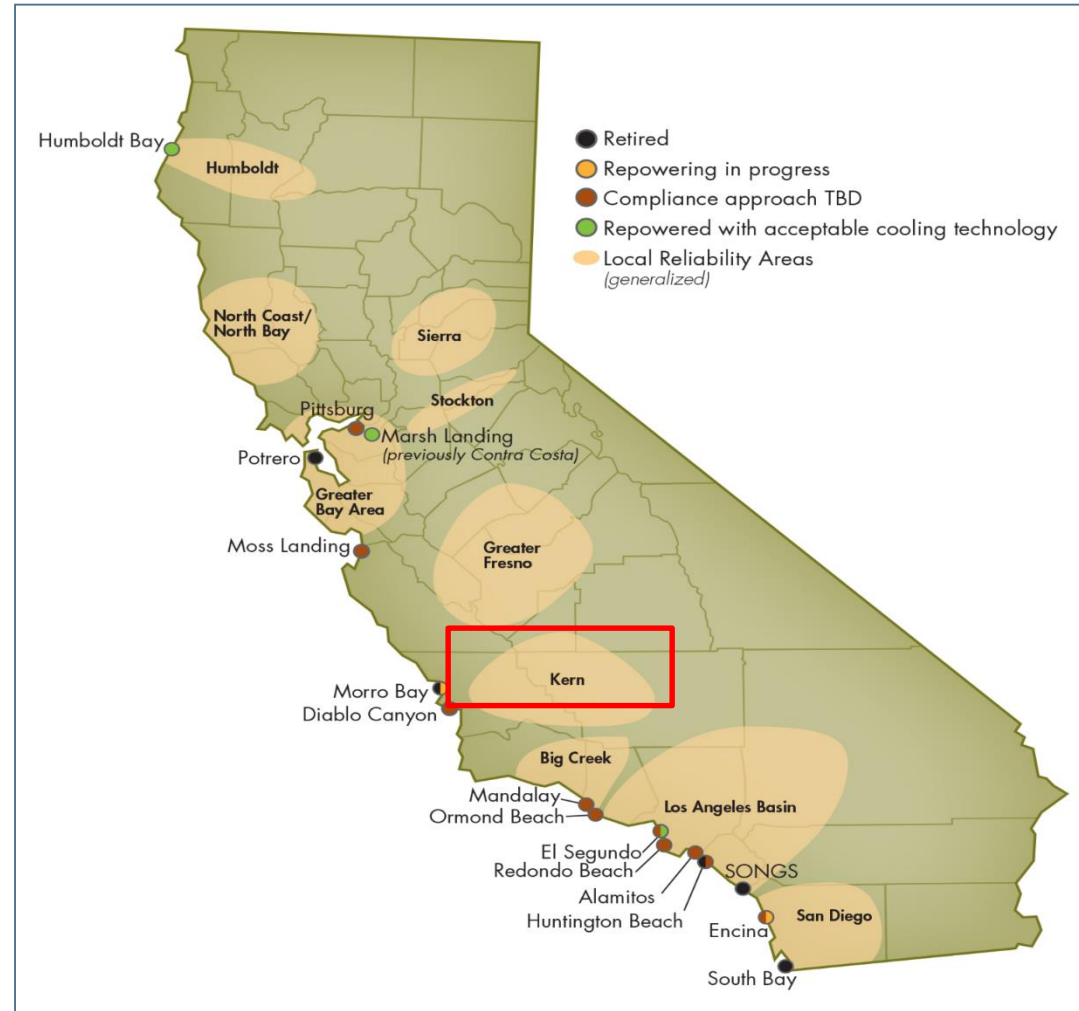 Humboldt Bay
Humboldt
Retired
Repowering in progress
Compliance approach TBD
Repowered with acceptable cooling technology
Local Reliability Areas
(generalized)
North Coast/
North Bay
Sierra
Stockton
Pittsburg
Marsh Landing
(previously Contra Costa)
Potrero
Greater
Bay Area
Moss Landing
Greater
Fresno
Kern
Morro Bay
Diablo Canyon
Big Creek
Mandalay
Ormond Beach
Los Angeles Basin
El Segundo
Redondo Beach
Alamitos
Huntington Beach
SONGS
Encina
San Diego
South Bay